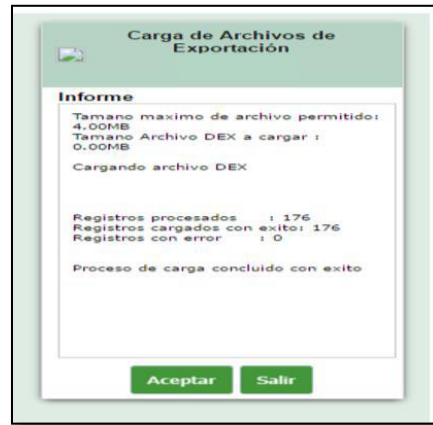 Carga de Archivos de
Exportación
Informe
Tamano maximo de archivo permitido:
4.00MB
Tamano Archivo DEX a cargar :
0.00MB
Cargando archivo DEX
Registros procesados : 176
Registros cargados con exito: 176
Registros con error : 0
Proceso de carga concluido con exito
Aceptar Salir